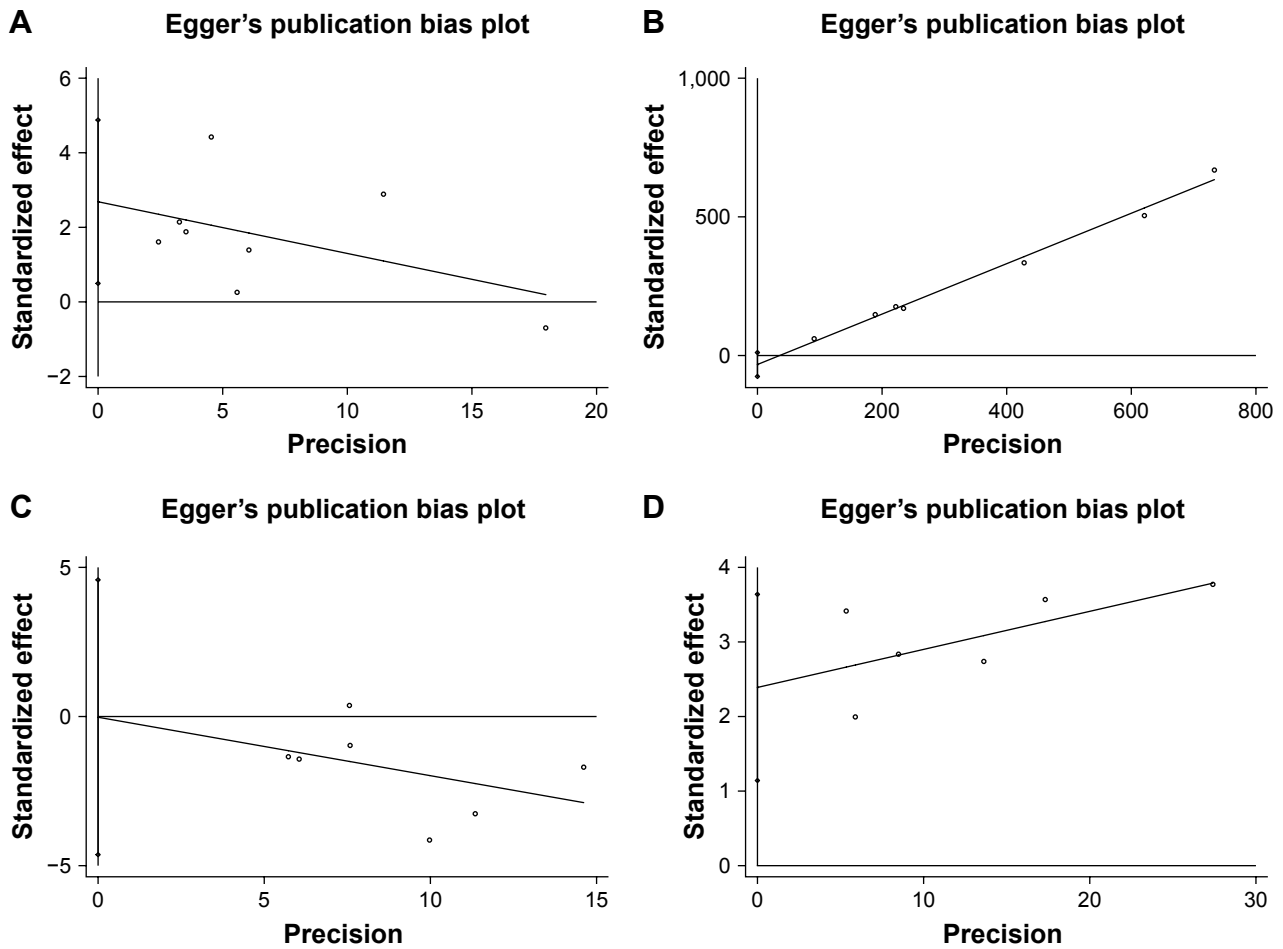 A
Egger’s publication bias plot
Standardized effect
6
4
2
0
−2
0 5 10 15 20
Precision
B
Egger’s publication bias plot
Standardized effect
1,000
500
0
0 200 400 600 800
Precision
C
Egger’s publication bias plot
Standardized effect
5
0
−5
0 5 10 15
Precision
D
Egger’s publication bias plot
Standardized effect
4
3
2
1
0
0 10 20 30
Precision